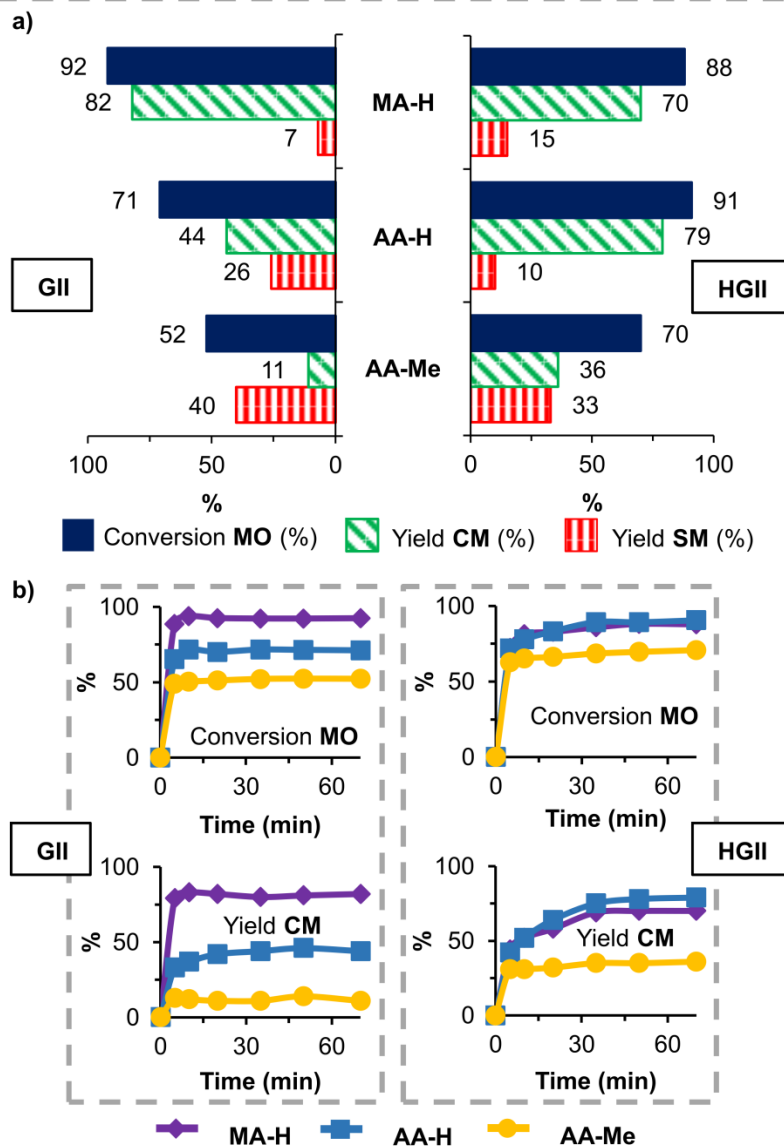 a)
92
82
7
MA-H
88
70
15
71
44
26
AA-H
91
79
10
GII
HGII
52
11
40
AA-Me
70
36
33
100 50 0
%
0 50 100
%
Conversion MO (%) Yield CM (%) Yield SM (%)
b)
100
50
0
%
Conversion MO
0 30 60
Time (min)
100
50
0
%
Conversion MO
0 30 60
Time (min)
GII
HGII
100
50
0
%
Yield CM
0 30 60
Time (min)
100
50
0
%
Yield CM
0 30 60
Time (min)
MA-H AA-H AA-Me